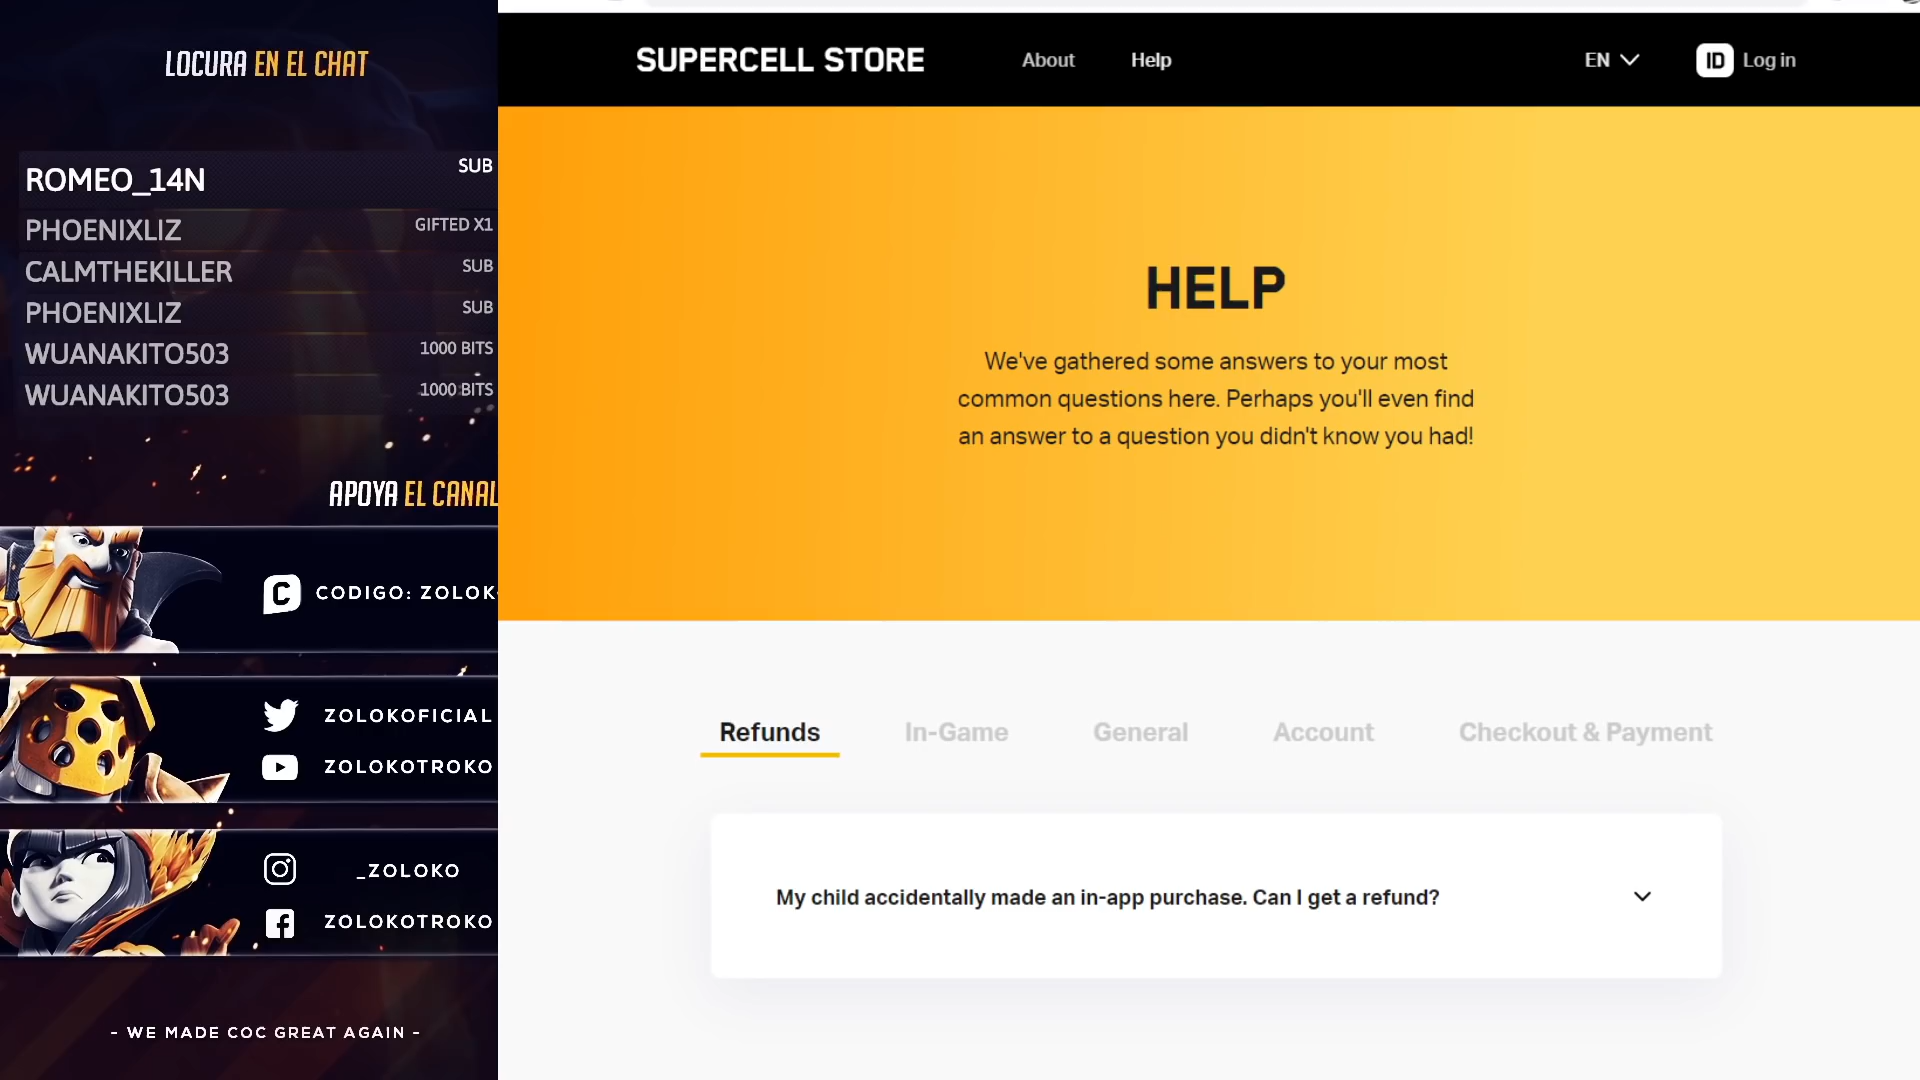 LOCURA EN EL CHAT
ROMEO_14N SUB
PHOENIXLIZ GIFTED X1
CALMTHEKILLER SUB
PHOENIXLIZ SUB
WUANAKITO503 1000 BITS
WUANAKITO503 1000 BITS
APOYA EL CANAL
C CODIGO: ZOLOK
ZOLOKOFICIAL
ZOLOKOTROKO
_ZOLOKO
ZOLOKOTROKO
- WE MADE COC GREAT AGAIN -
SUPERCELL STORE About Help EN ID Log in
HELP
We've gathered some answers to your most
common questions here. Perhaps you'll even find
an answer to a question you didn't know you had!
Refunds In-Game General Account Checkout & Payment
My child accidentally made an in-app purchase. Can I get a refund?